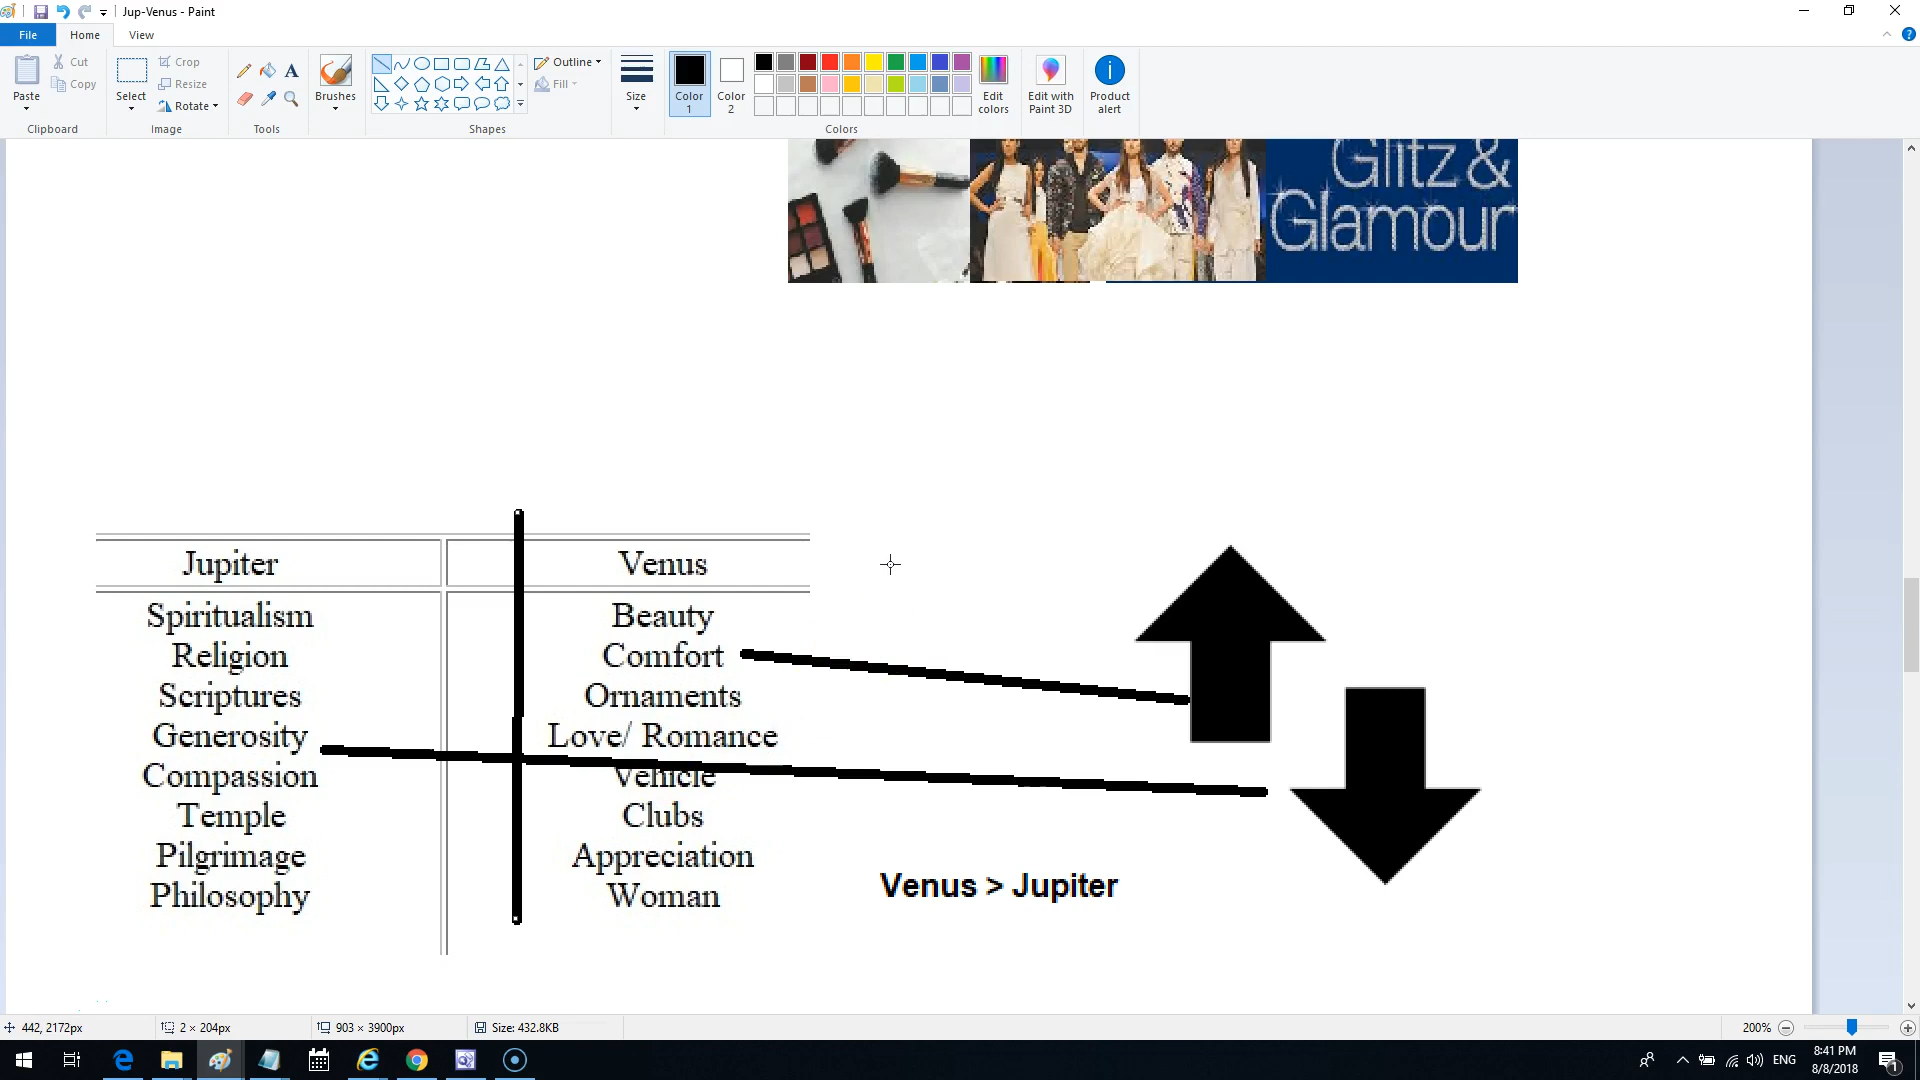 Jup-Venus - Paint
File Home View
Paste
Cut
Copy
Clipboard
Select
Crop
Resize
Rotate
Image
Tools
Brushes
Shapes
Outline
Fill
Size
Color 1
Color 2
Colors
Edit colors
Edit with Paint 3D
Product alert
Glitz &
Glamour
Jupiter Venus
Spiritualism Beauty
Religion Comfort
Scriptures Ornaments
Generosity Love/ Romance
Compassion Vehicle
Temple Clubs
Pilgrimage Appreciation
Philosophy Woman
Venus > Jupiter
442, 2172px 2 × 204px 903 × 3900px Size: 432.8KB 200%
ENG 8:41 PM
8/8/2018
1